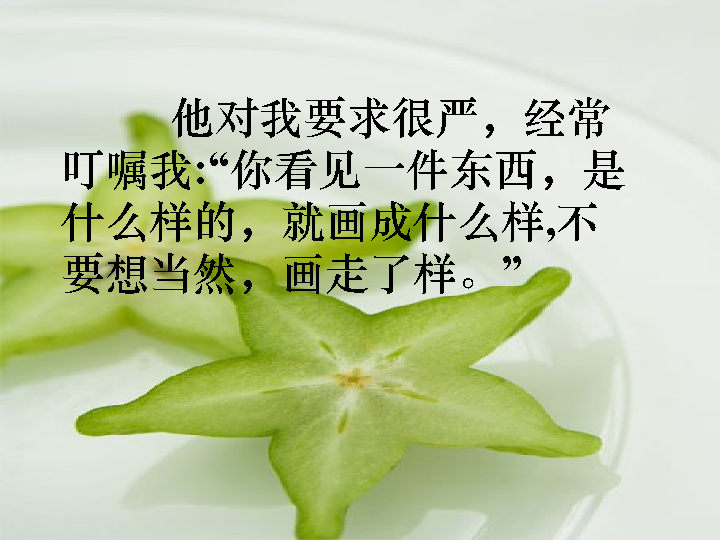 他对我要求很严，经常
叮嘱我:“你看见一件东西，是
什么样的，就画成什么样,不
要想当然，画走了样。”